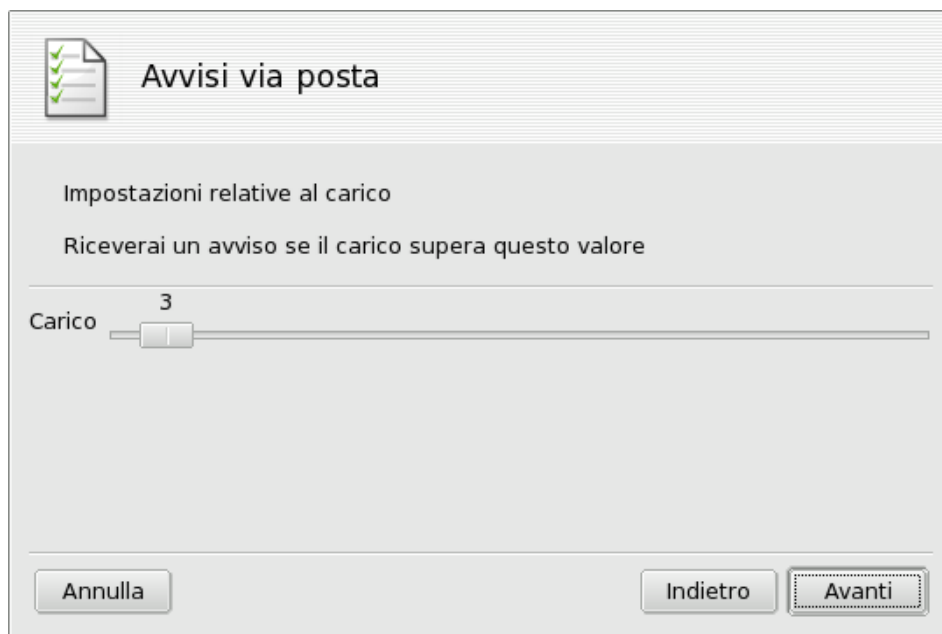 Avvisi via posta
Impostazioni relative al carico
Riceverai un avviso se il carico supera questo valore
3
Carico
Annulla
Indietro
Avanti